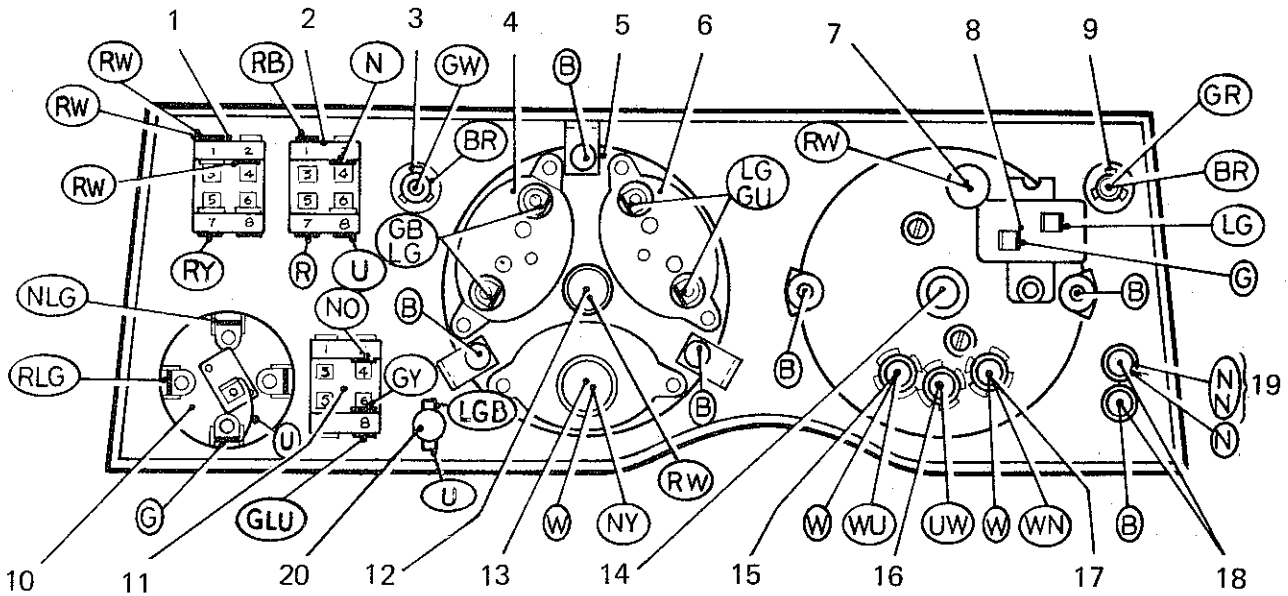 1 2 3 4 5 6 7 8 9
RW RB N GW B GR
RW BR RW BR
RW LG GU LG
1 2 1
3 4 3 4
5 6 5 6
7 8 7 8
GB LG
RY R U G
NLG NO B B B
RLG GY LGB B N N 19
1
3 4
5 6
8
6
U N
G GLU U W NY RW W WU UW W WN B
10 11 20 12 13 14 15 16 17 18